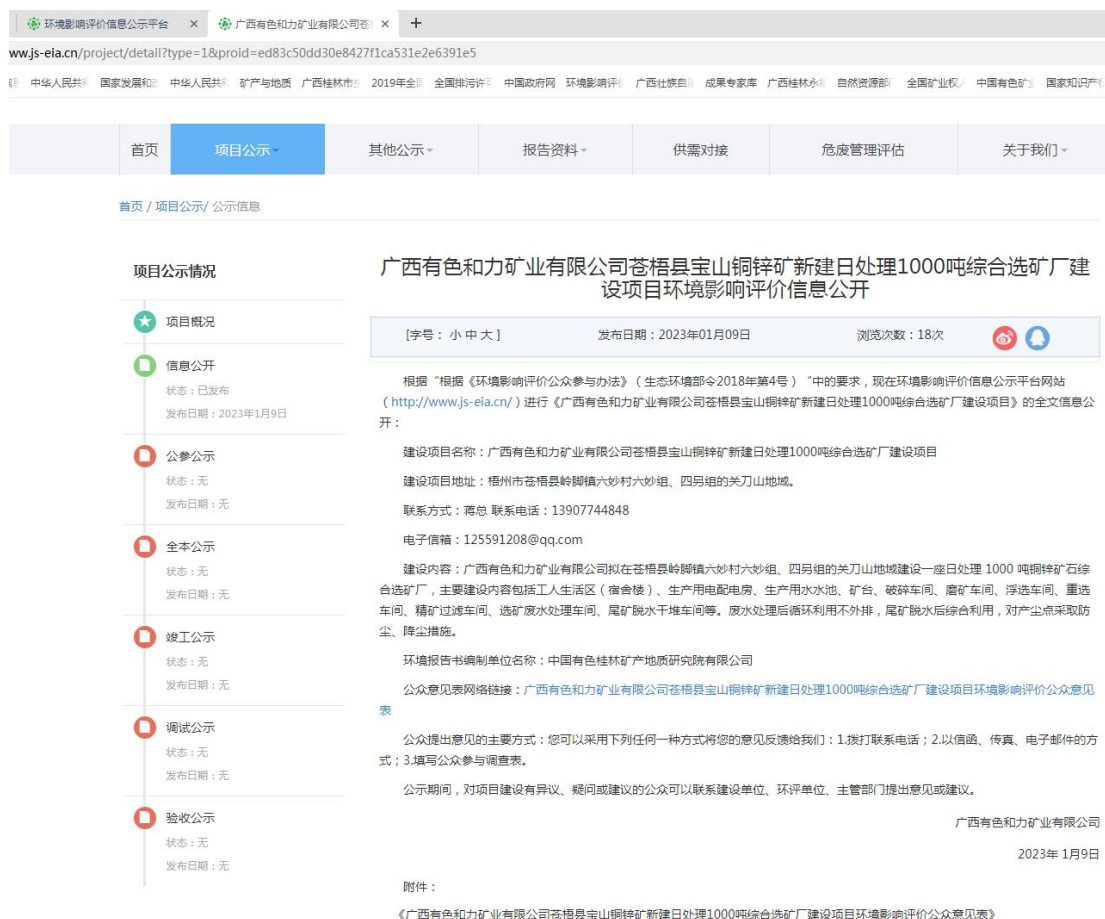 环境影响评价信息公示平台 × 广西有色和力矿业有限公司苍 × +
ww.js-eia.cn/project/detail?type=1&proid=ed83c50dd30e8427f1ca531e2e6391e5
中华人民共和 国家发展和改 中华人民共和 矿产与地质 广西桂林市生 2019年全国 全国排污许可 中国政府网 环境影响评价 广西壮族自治 成果专家库 广西桂林永福 自然资源部 全国矿业权人 中国有色矿业 国家知识产权
首页 项目公示 其他公示 报告资料 供需对接 危废管理评估 关于我们
首页 / 项目公示/ 公示信息
项目公示情况
项目概况
信息公开
状态：已发布
发布日期：2023年1月9日
公参公示
状态：无
发布日期：无
全本公示
状态：无
发布日期：无
竣工公示
状态：无
发布日期：无
调试公示
状态：无
发布日期：无
验收公示
状态：无
发布日期：无
广西有色和力矿业有限公司苍梧县宝山铜锌矿新建日处理1000吨综合选矿厂建
设项目环境影响评价信息公开
[字号： 小 中 大 ] 发布日期：2023年01月09日 浏览次数：18次
根据“根据《环境影响评价公众参与办法》（生态环境部令2018年第4号）“中的要求，现在环境影响评价信息公示平台网站
（http://www.js-eia.cn/）进行《广西有色和力矿业有限公司苍梧县宝山铜锌矿新建日处理1000吨综合选矿厂建设项目》的全文信息公
开：
建设项目名称：广西有色和力矿业有限公司苍梧县宝山铜锌矿新建日处理1000吨综合选矿厂建设项目
建设项目地址：梧州市苍梧县岭脚镇六妙村六妙组、四另组的关刀山地域。
联系方式：蒋总 联系电话：13907744848
电子信箱：125591208@qq.com
建设内容：广西有色和力矿业有限公司拟在苍梧县岭脚镇六妙村六妙组、四另组的关刀山地域建设一座日处理 1000 吨铜锌矿石综
合选矿厂，主要建设内容包括工人生活区（宿舍楼）、生产用配电房、生产用水水池、矿台、破碎车间、磨矿车间、浮选车间、重选
车间、精矿过滤车间、选矿废水处理车间、尾矿脱水干堆车间等。废水处理后循环利用不外排，尾矿脱水后综合利用，对产尘点采取防
尘、降尘措施。
环境报告书编制单位名称：中国有色桂林矿产地质研究院有限公司
公众意见表网络链接：广西有色和力矿业有限公司苍梧县宝山铜锌矿新建日处理1000吨综合选矿厂建设项目环境影响评价公众意见
表
公众提出意见的主要方式：您可以采用下列任何一种方式将您的意见反馈给我们：1.拨打联系电话；2.以信函、传真、电子邮件的方
式；3.填写公众参与调查表。
公示期间，对项目建设有异议、疑问或建议的公众可以联系建设单位、环评单位、主管部门提出意见或建议。
广西有色和力矿业有限公司
2023年 1月9日
附件：
《广西有色和力矿业有限公司苍梧县宝山铜锌矿新建日处理1000吨综合选矿厂建设项目环境影响评价公众意见表》